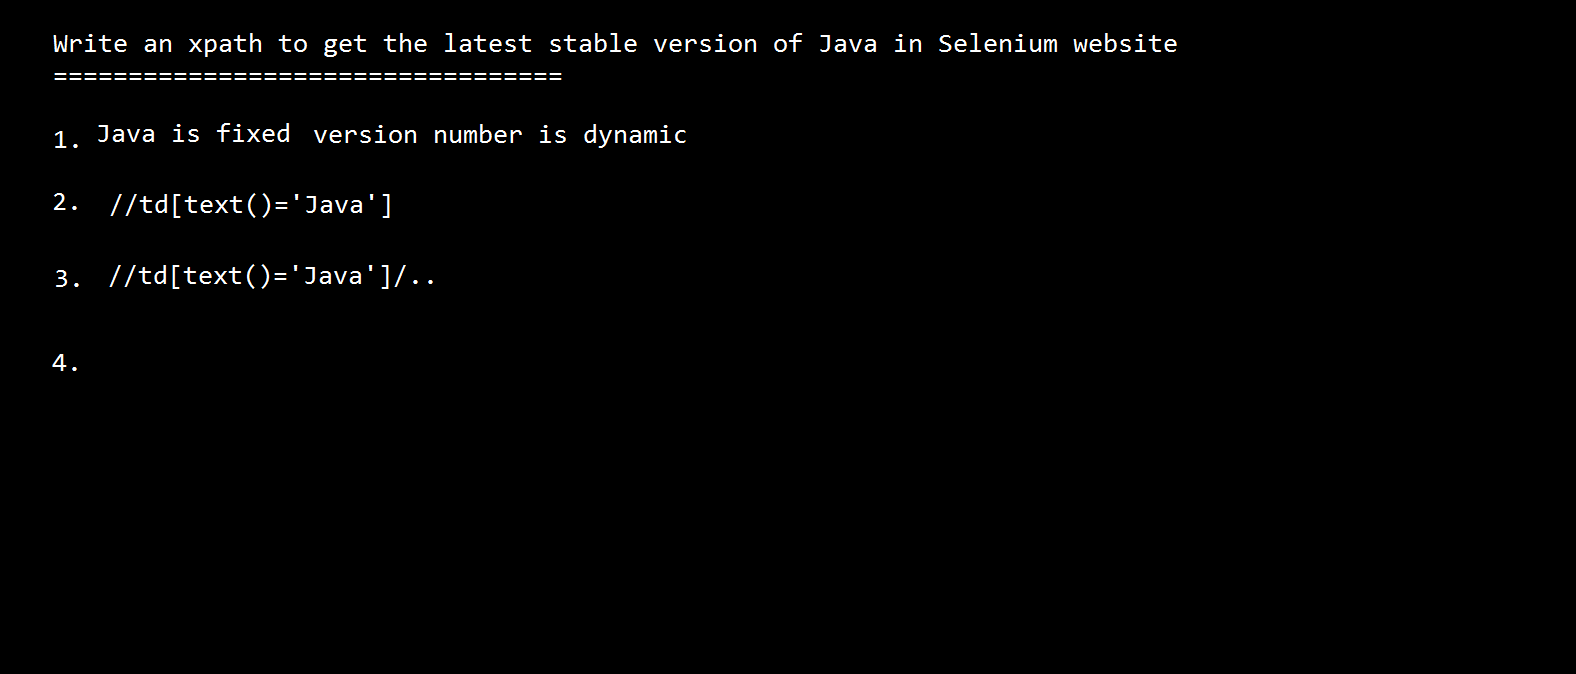 Write an xpath to get the latest stable version of Java in Selenium website
==================================
1. Java is fixed version number is dynamic
2. //td[text()='Java']
3. //td[text()='Java']/..
4.